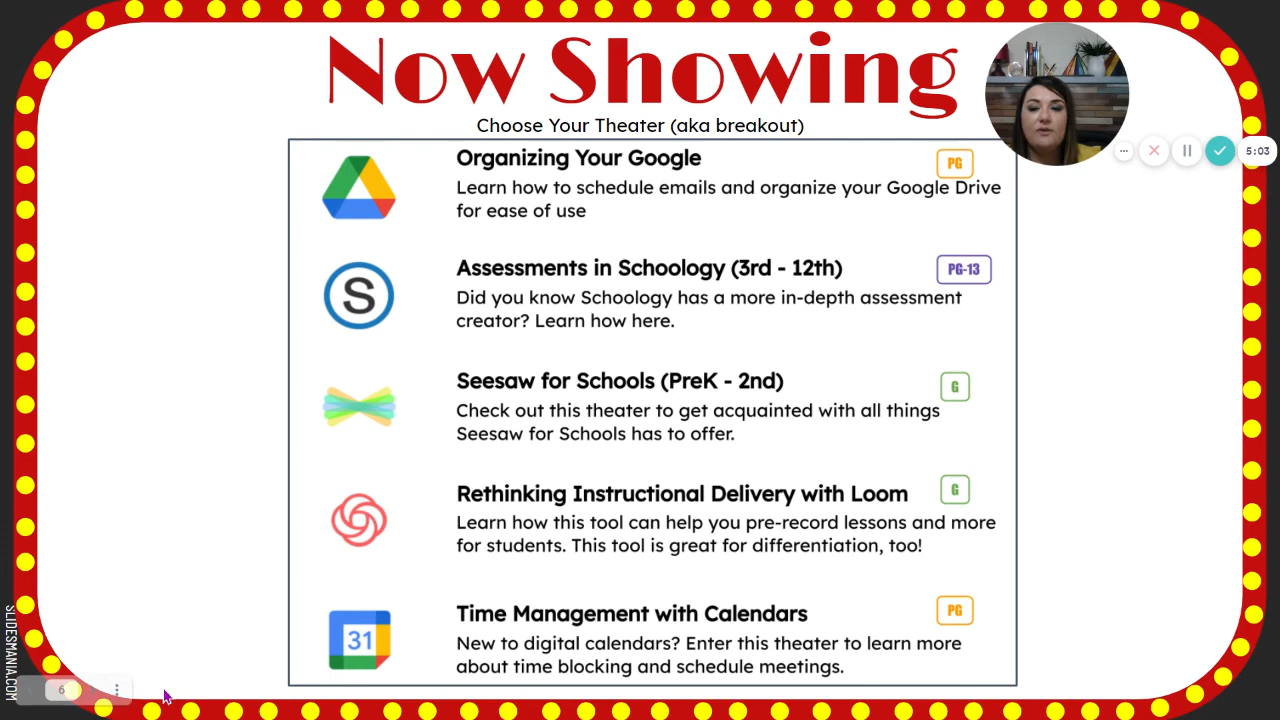 Now Showing
Choose Your Theater (aka breakout)
Organizing Your Google
PG
Learn how to schedule emails and organize your Google Drive
for ease of use
S
Assessments in Schoology (3rd - 12th)
PG-13
Did you know Schoology has a more in-depth assessment
creator? Learn how here.
Seesaw for Schools (PreK - 2nd)
G
Check out this theater to get acquainted with all things
Seesaw for Schools has to offer.
Rethinking Instructional Delivery with Loom
G
Learn how this tool can help you pre-record lessons and more
for students. This tool is great for differentiation, too!
31
Time Management with Calendars
PG
New to digital calendars? Enter this theater to learn more
about time blocking and schedule meetings.
5:03
SLIDESMANIA.COM
6